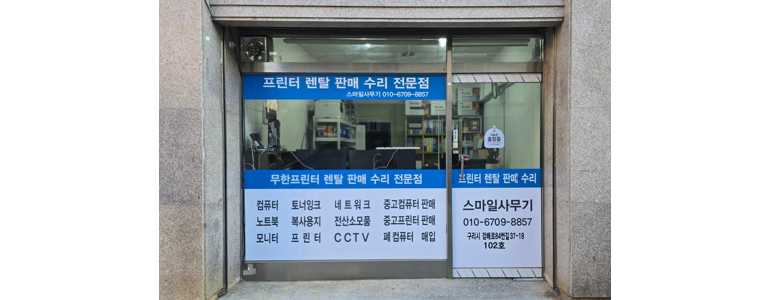 프린터 렌탈 판매 수리 전문점
스마일사무기 010-6709-8857
무한프린터 렌탈 판매 수리 전문점
컴퓨터 토너잉크 네트워크 중고컴퓨터 판매
노트북 복사용지 전산소모품 중고프린터 판매
모니터 프린터 CCTV 폐컴퓨터 매입
출장중
프린터 렌탈 판매 수리
스마일사무기
010-6709-8857
구리시 검배로64번길 37-18
102호